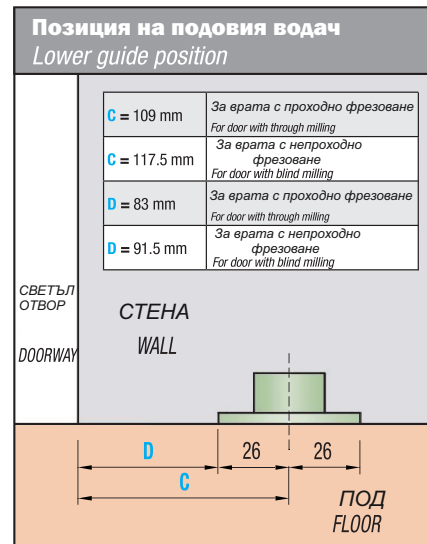 Позиция на подовия водач
Lower guide position
C = 109 mm
За врата с проходно фрезоване
For door with through milling
C = 117.5 mm
За врата с непроходно
фрезоване
For door with blind milling
D = 83 mm
За врата с проходно фрезоване
For door with through milling
D = 91.5 mm
За врата с непроходно
фрезоване
For door with blind milling
СВЕТЪЛ
ОТВОР
DOORWAY
СТЕНА
WALL
D
26
26
C
ПОД
FLOOR